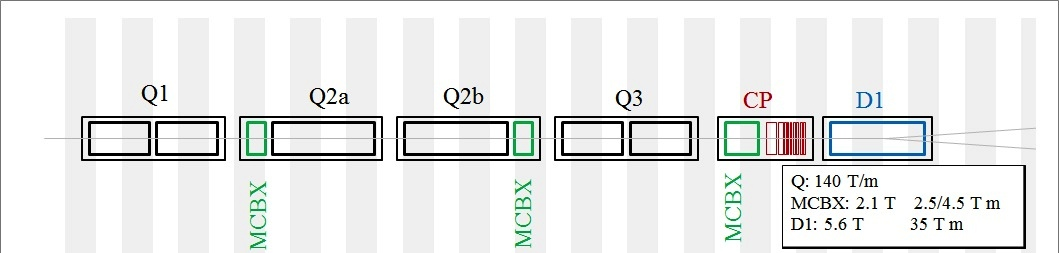 Q1
Q2a
Q2b
Q3
CP
D1
MCBX
MCBX
MCBX
Q: 140 T/m
MCBX: 2.1 T 2.5/4.5 T m
D1: 5.6 T 35 T m